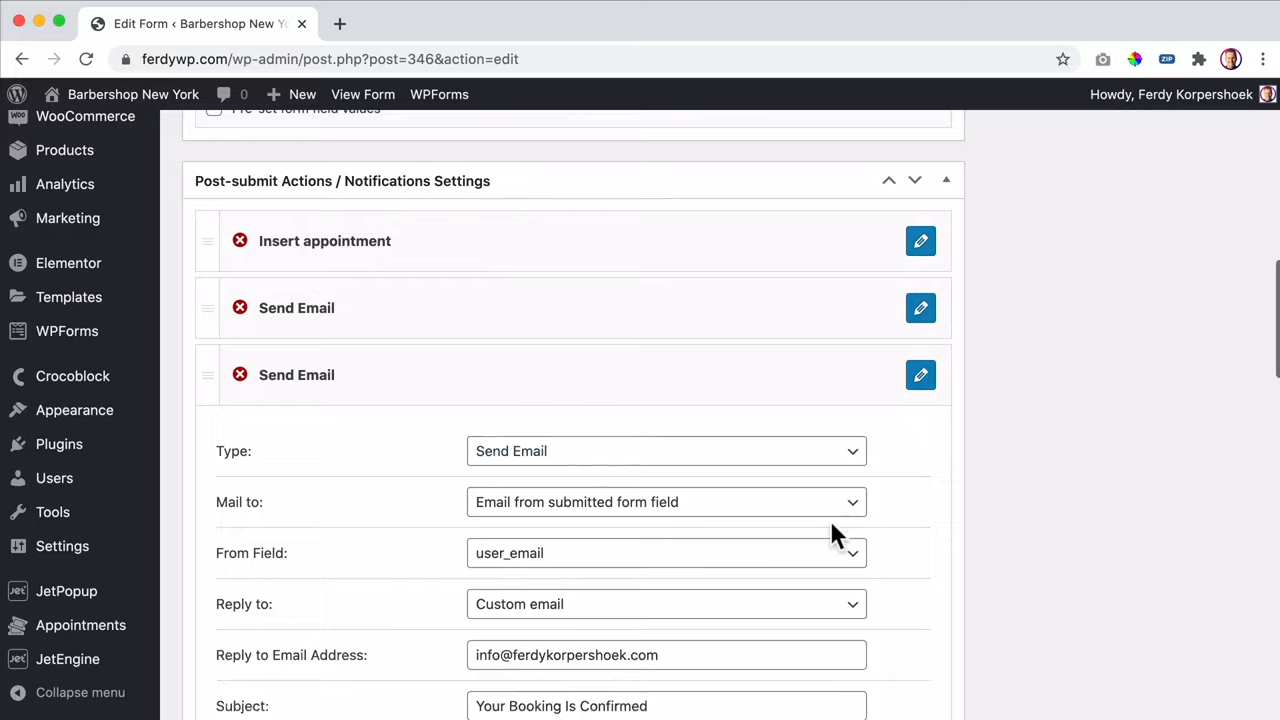 Edit Form ‹ Barbershop New Yo
ferdywp.com/wp-admin/post.php?post=346&action=edit
ZIP
Barbershop New York 0 New View Form WPForms Howdy, Ferdy Korpershoek
Woo WooCommerce
Products
Analytics
Marketing
Elementor
Templates
WPForms
Crocoblock
Appearance
Plugins
Users
Tools
Settings
Jet JetPopup
Appointments
Jet JetEngine
Collapse menu
Pre-set form field values
Post-submit Actions / Notifications Settings
Insert appointment
Send Email
Send Email
Type: Send Email
Mail to: Email from submitted form field
From Field: user_email
Reply to: Custom email
Reply to Email Address: info@ferdykorpershoek.com
Subject: Your Booking Is Confirmed